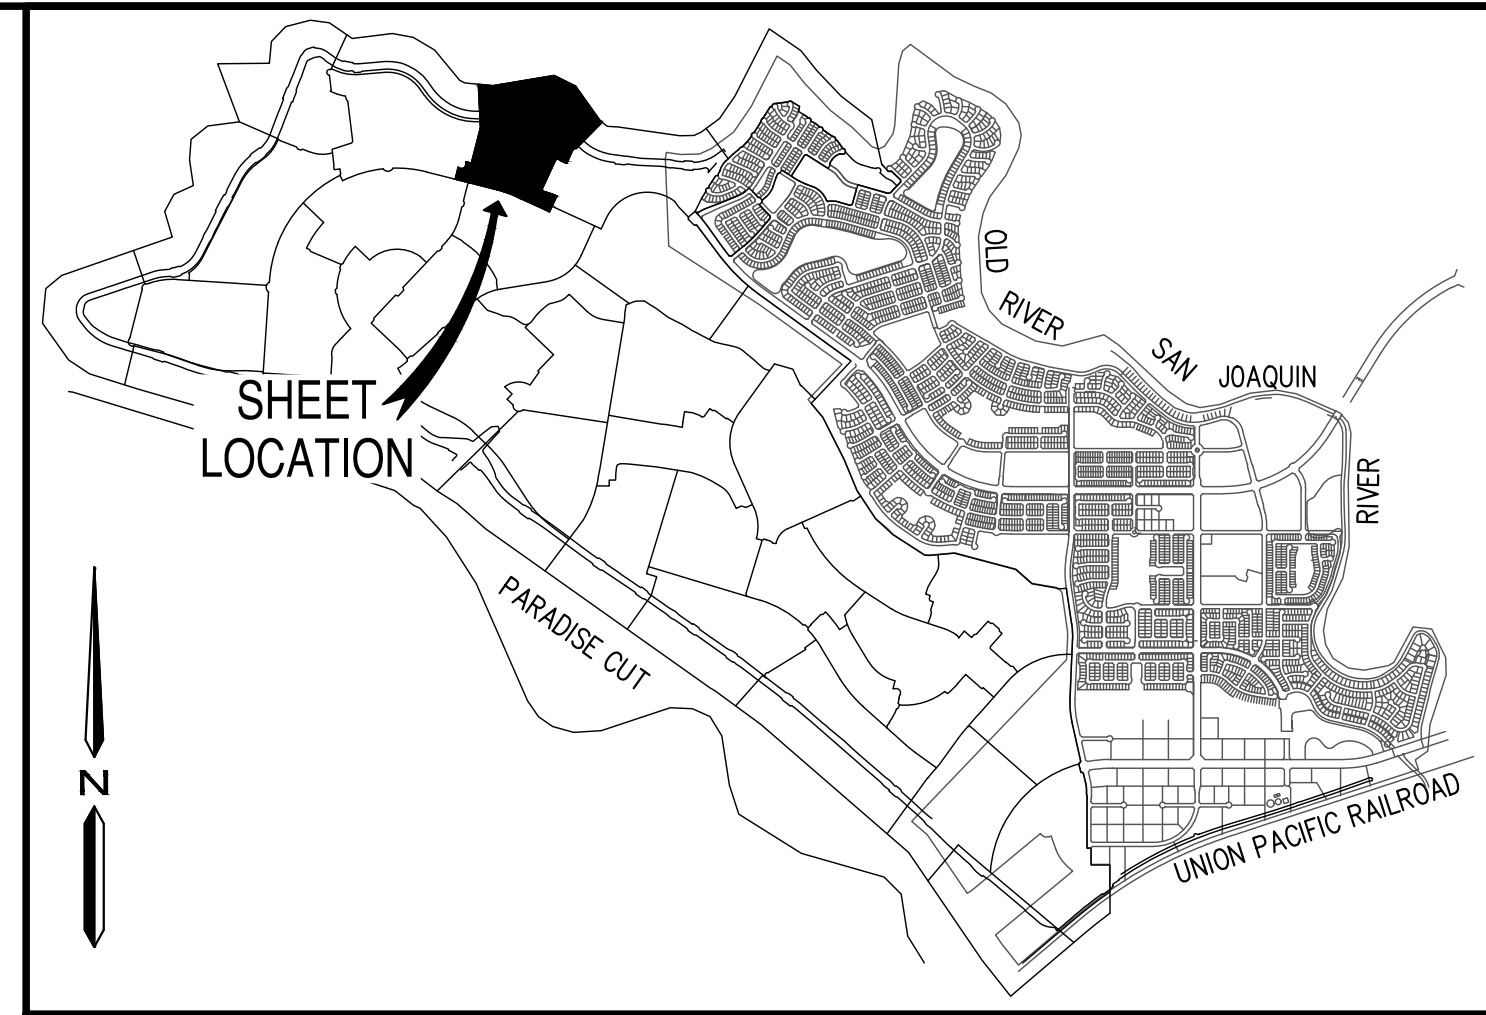 OLD
RIVER
SAN
JOAQUIN
RIVER
SHEET
LOCATION
PARADISE CUT
N
UNION PACIFIC RAILROAD